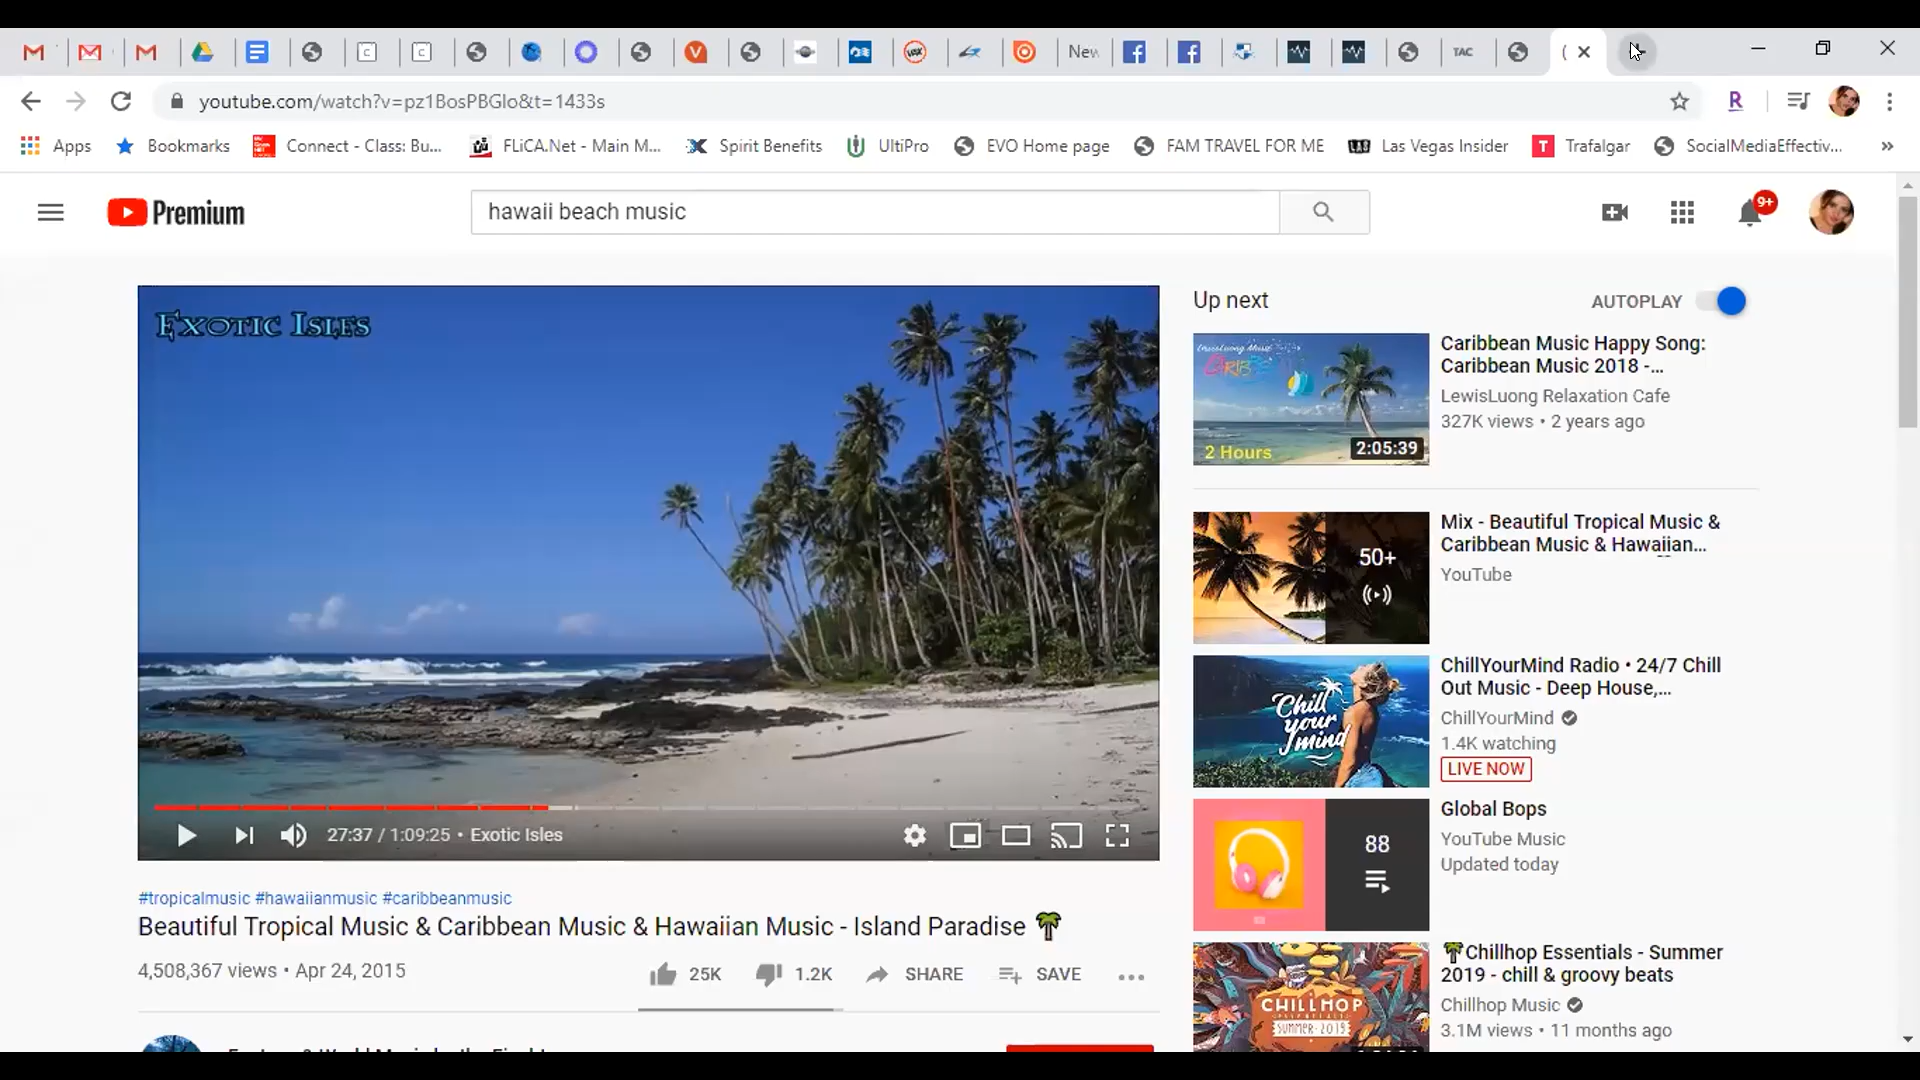 New
TAC
youtube.com/watch?v=pz1BosPBGlo&t=1433s
R
Apps Bookmarks Connect - Class: Bu... FLiCA.Net - Main M... Spirit Benefits UltiPro EVO Home page FAM TRAVEL FOR ME Las Vegas Insider T Trafalgar SocialMediaEffectiv... »
Premium
hawaii beach music
9+
EXOTIC ISLES
27:37 / 1:09:25 • Exotic Isles
#tropicalmusic #hawaiianmusic #caribbeanmusic
Beautiful Tropical Music & Caribbean Music & Hawaiian Music - Island Paradise 🌴
4,508,367 views • Apr 24, 2015
25K 1.2K SHARE SAVE
Up next
AUTOPLAY
2 Hours
2:05:39
Caribbean Music Happy Song:
Caribbean Music 2018 -...
LewisLuong Relaxation Cafe
327K views • 2 years ago
50+
Mix - Beautiful Tropical Music &
Caribbean Music & Hawaiian...
YouTube
Chill
your
mind
ChillYourMind Radio • 24/7 Chill
Out Music - Deep House,...
ChillYourMind
1.4K watching
LIVE NOW
88
Global Bops
YouTube Music
Updated today
CHILLHOP
SUMMER·2019
🌴Chillhop Essentials - Summer
2019 - chill & groovy beats
Chillhop Music
3.1M views • 11 months ago